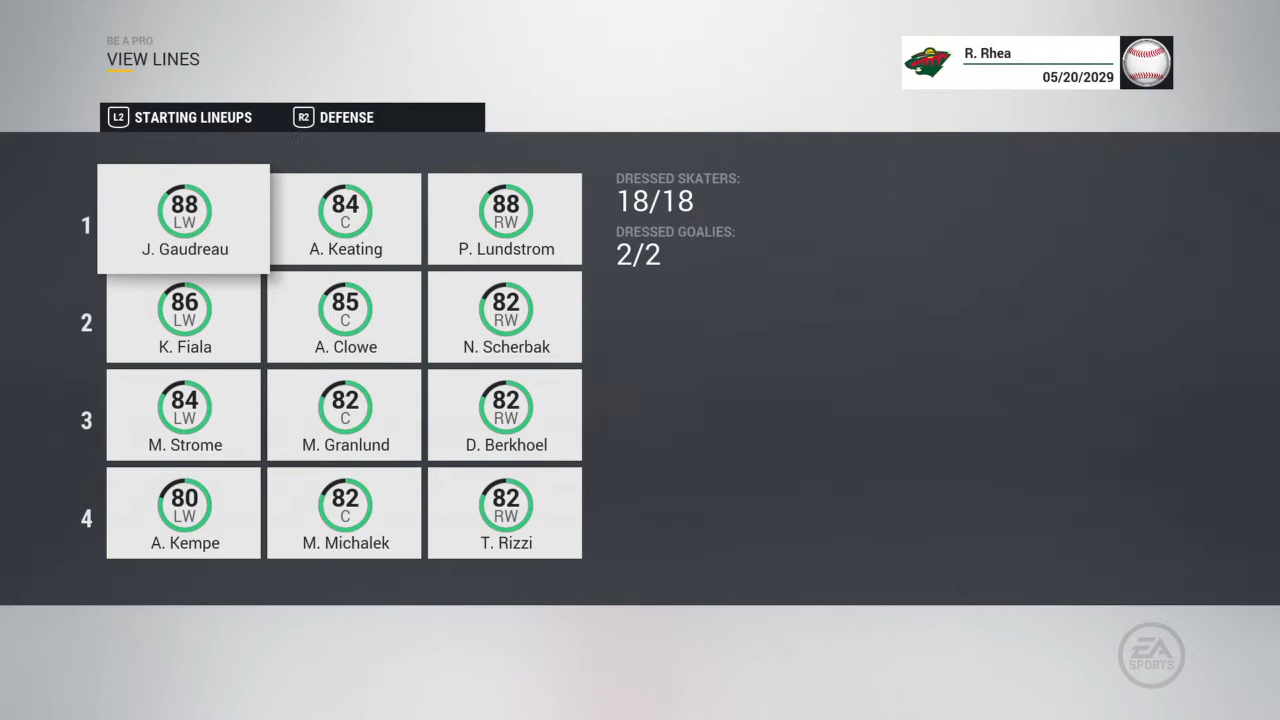 BE A PRO
VIEW LINES
R. Rhea
05/20/2029
L2 STARTING LINEUPS R2 DEFENSE
1
88 LW J. Gaudreau
84 C A. Keating
88 RW P. Lundstrom
2
86 LW K. Fiala
85 C A. Clowe
82 RW N. Scherbak
3
84 LW M. Strome
82 C M. Granlund
82 RW D. Berkhoel
4
80 LW A. Kempe
82 C M. Michalek
82 RW T. Rizzi
DRESSED SKATERS:
18/18
DRESSED GOALIES:
2/2
EA
SPORTS